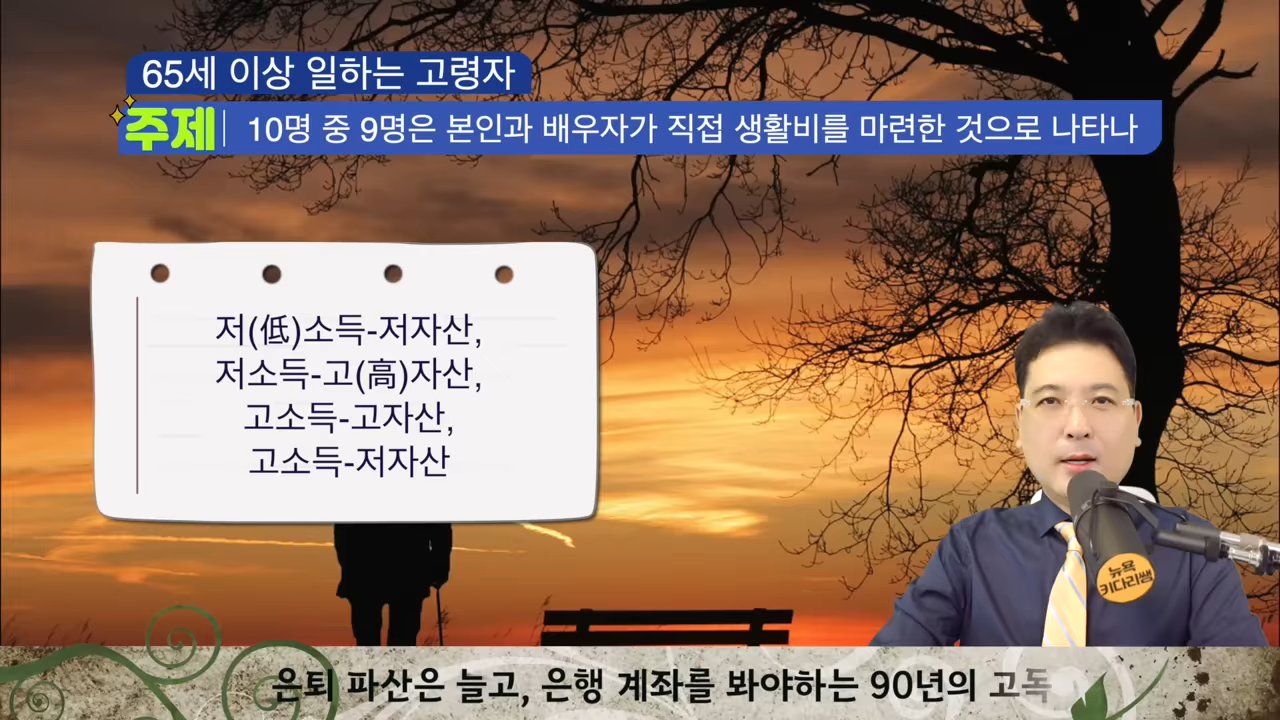 65세 이상 일하는 고령자
주제 10명 중 9명은 본인과 배우자가 직접 생활비를 마련한 것으로 나타나
저(低)소득-저자산,
저소득-고(高)자산,
고소득-고자산,
고소득-저자산
뉴욕
키다리쌤
은퇴 파산은 늘고, 은행 계좌를 봐야하는 90년의 고독